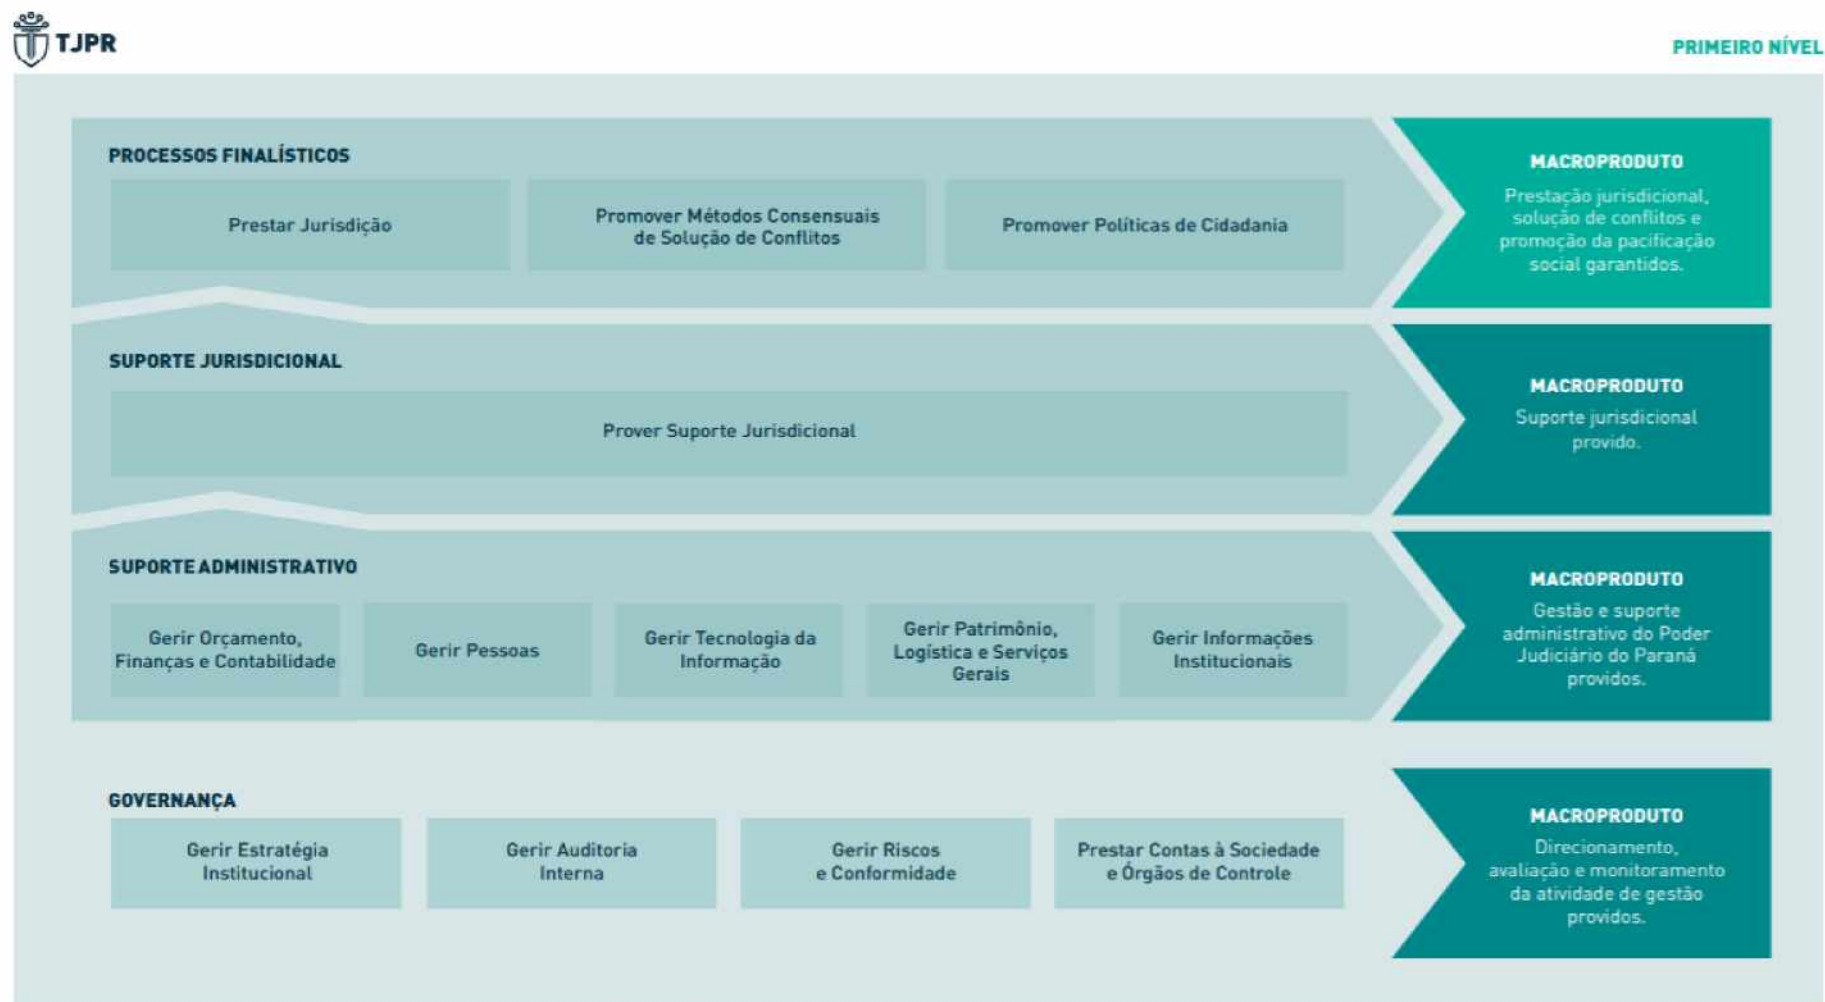 TJPR
PRIMEIRO NÍVEL
PROCESSOS FINALÍSTICOS
Prestar Jurisdição
Promover Métodos Consensuais
de Solução de Conflitos
Promover Políticas de Cidadania
MACROPRODUTO
Prestação jurisdicional,
solução de conflitos e
promoção da pacificação
social garantidos.
SUPORTE JURISDICIONAL
Prover Suporte Jurisdicional
MACROPRODUTO
Suporte jurisdicional
provido.
SUPORTE ADMINISTRATIVO
Gerir Orçamento,
Finanças e Contabilidade
Gerir Pessoas
Gerir Tecnologia da
Informação
Gerir Patrimônio,
Logística e Serviços
Gerais
Gerir Informações
Institucionais
MACROPRODUTO
Gestão e suporte
administrativo do Poder
Judiciário do Paraná
providos.
GOVERNANÇA
Gerir Estratégia
Institucional
Gerir Auditoria
Interna
Gerir Riscos
e Conformidade
Prestar Contas à Sociedade
e Órgãos de Controle
MACROPRODUTO
Direcionamento,
avaliação e monitoramento
da atividade de gestão
providos.